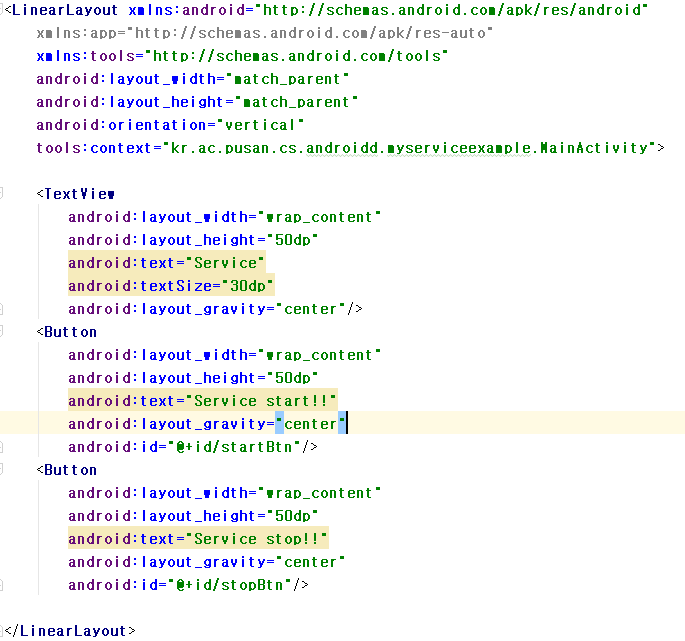 <LinearLayout xmlns:android="http://schemas.android.com/apk/res/android"
    xmlns:app="http://schemas.android.com/apk/res-auto"
    xmlns:tools="http://schemas.android.com/tools"
    android:layout_width="match_parent"
    android:layout_height="match_parent"
    android:orientation="vertical"
    tools:context="kr.ac.pusan.cs.androidd.myserviceexample.MainActivity">

    <TextView
        android:layout_width="wrap_content"
        android:layout_height="50dp"
        android:text="Service"
        android:textSize="30dp"
        android:layout_gravity="center"/>
    <Button
        android:layout_width="wrap_content"
        android:layout_height="50dp"
        android:text="Service start!!"
        android:layout_gravity="center"
        android:id="@+id/startBtn"/>
    <Button
        android:layout_width="wrap_content"
        android:layout_height="50dp"
        android:text="Service stop!!"
        android:layout_gravity="center"
        android:id="@+id/stopBtn"/>

</LinearLayout>